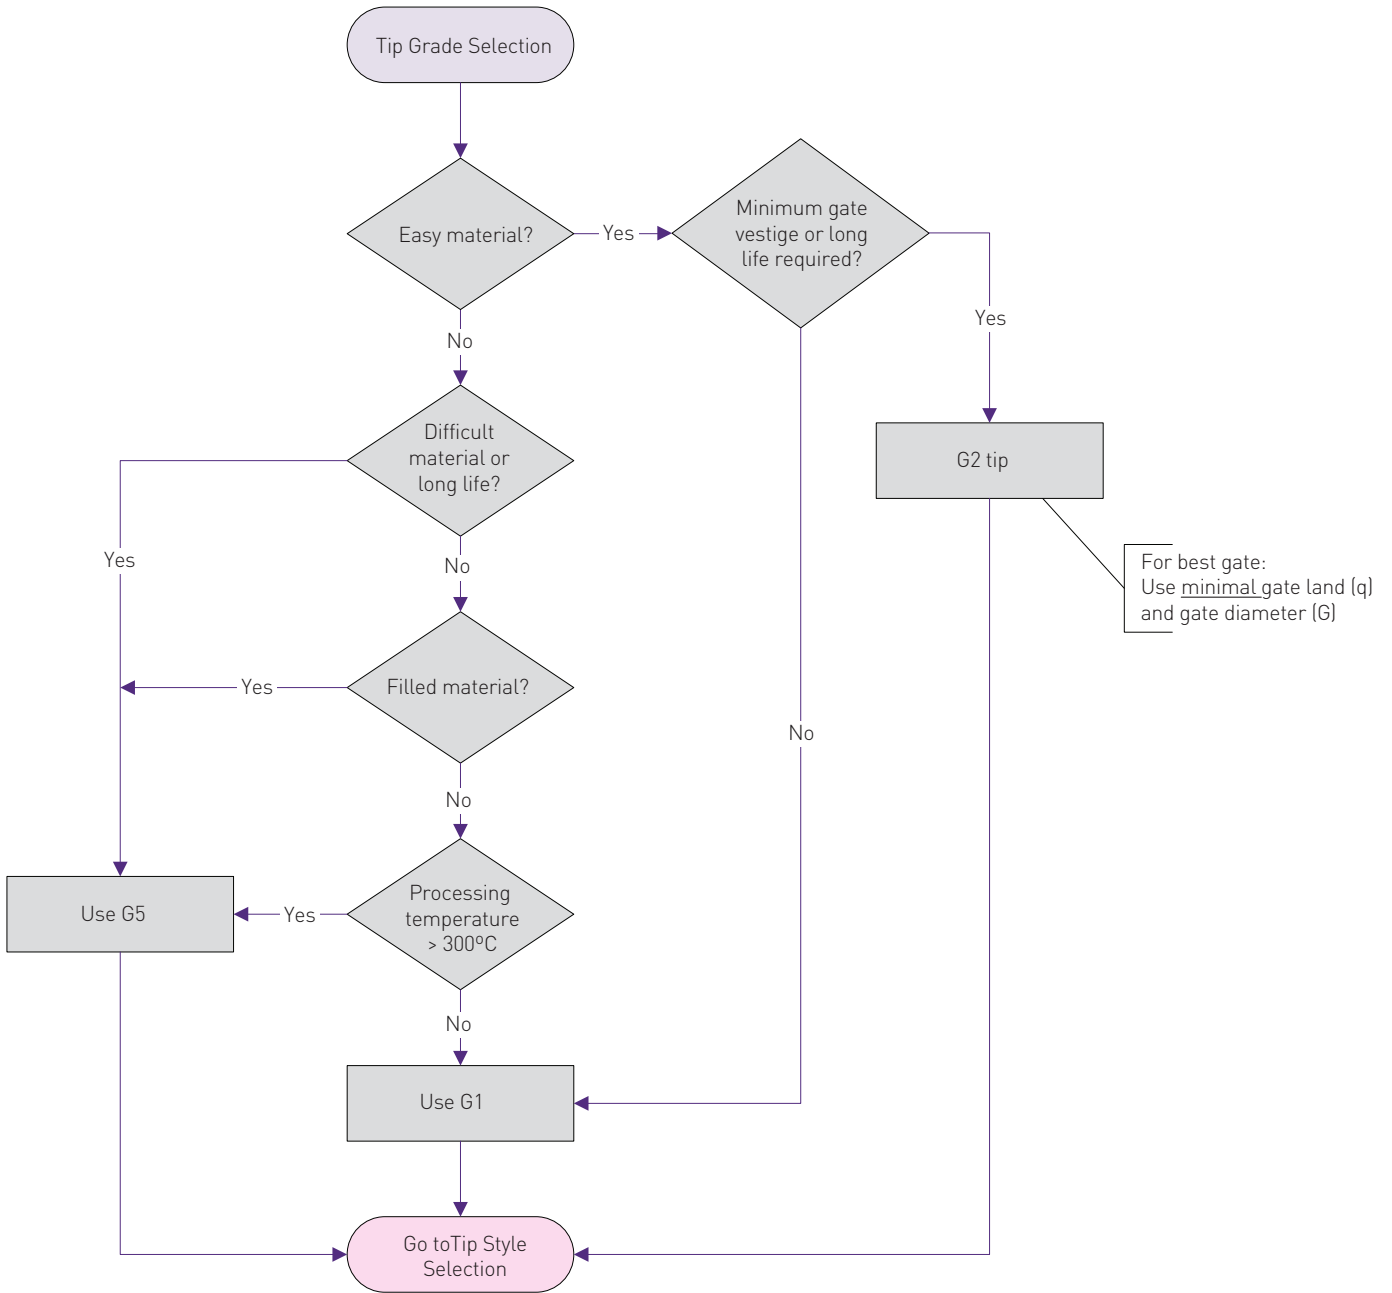 Tip Grade Selection
Easy material?
Yes
Minimum gate
vestige or long
life required?
Yes
No
Difficult
material or
long life?
G2 tip
Yes
No
For best gate:
Use minimal gate land (q)
and gate diameter (G)
Filled material?
Yes
No
No
Processing
temperature
> 300ºC
Yes
Use G5
No
Use G1
Go toTip Style
Selection